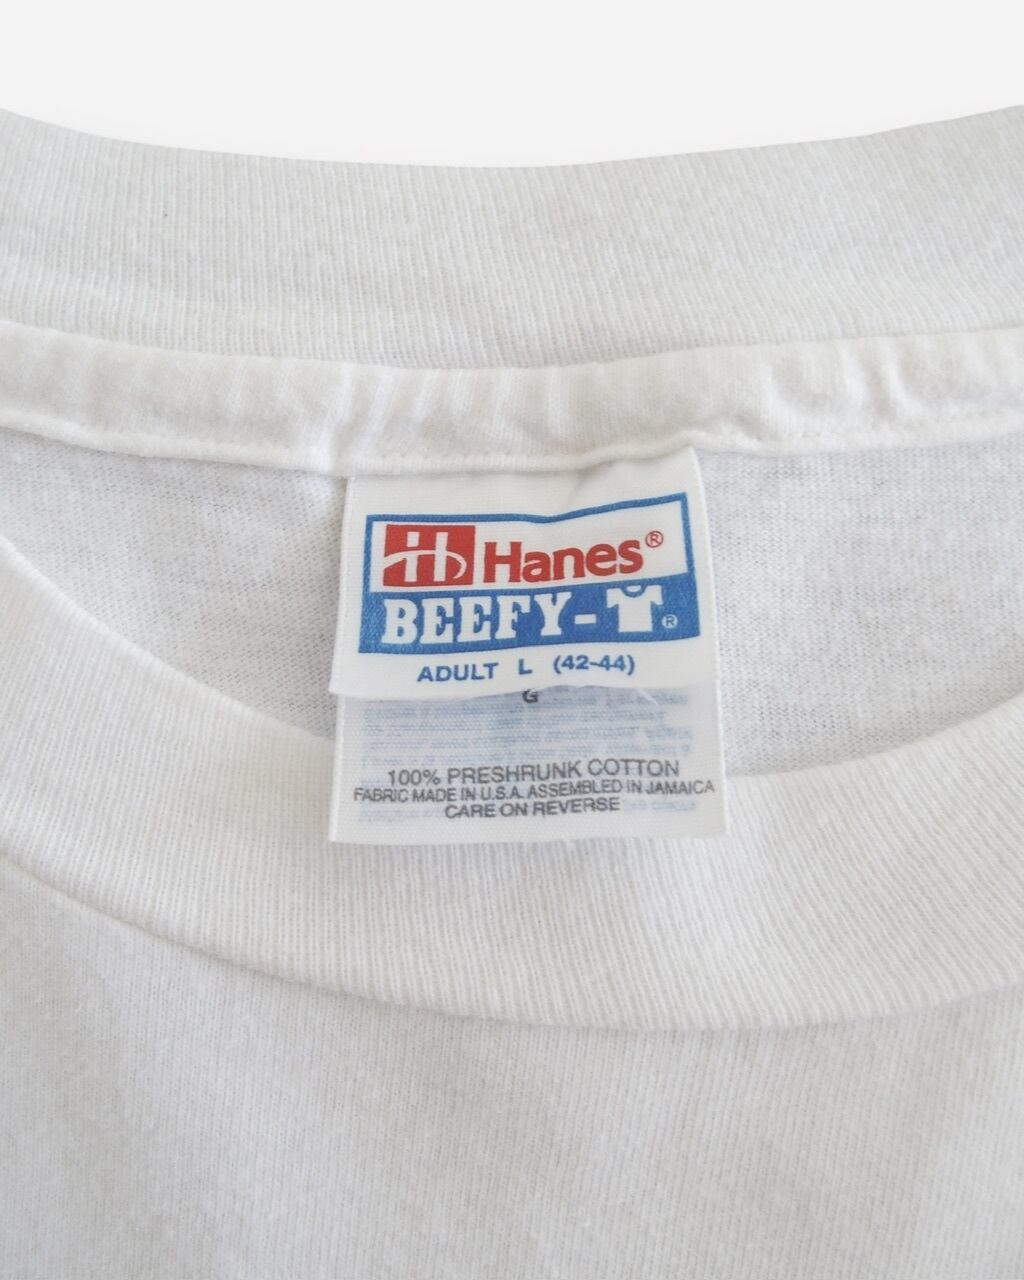 Hanes®
BEEFY-T®
ADULT L (42-44)
G
100% PRESHRUNK COTTON
FABRIC MADE IN U.S.A. ASSEMBLED IN JAMAICA
CARE ON REVERSE